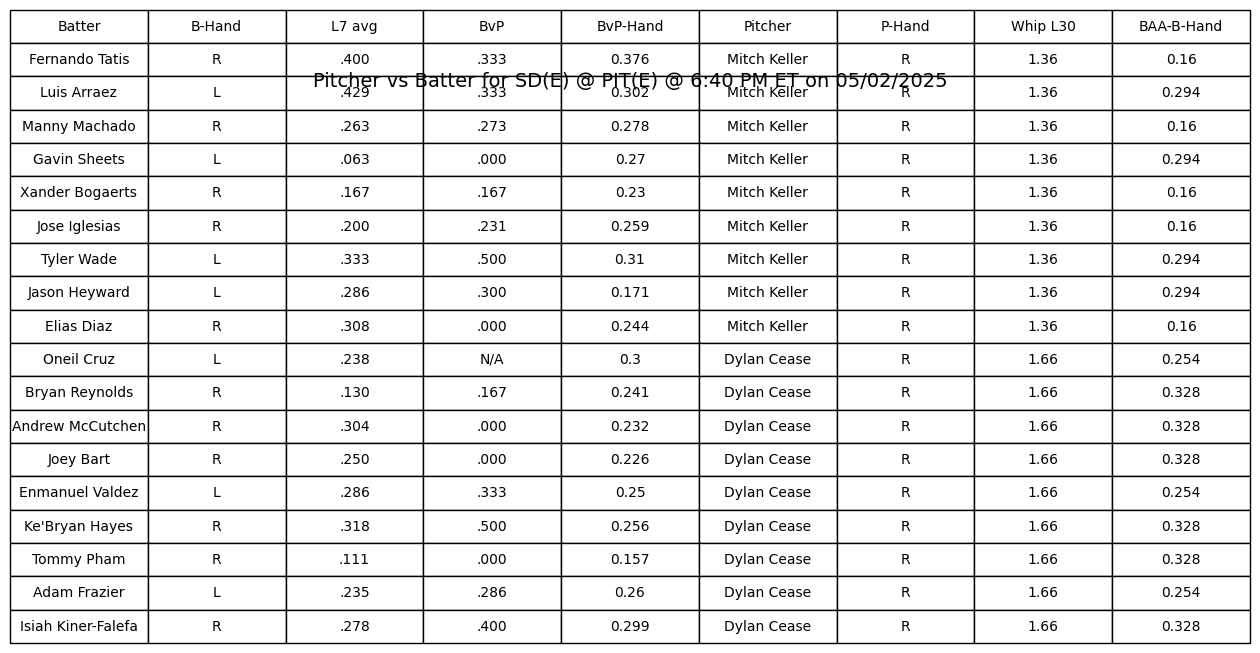 Batter B-Hand L7 avg BvP BvP-Hand Pitcher P-Hand Whip L30 BAA-B-Hand
Fernando Tatis R .400 .333 0.376 Mitch Keller R 1.36 0.16
Pitcher vs Batter for SD(E) @ PIT(E) @ 6:40 PM ET on 05/02/2025
Luis Arraez L .429 .333 0.302 Mitch Keller R 1.36 0.294
Manny Machado R .263 .273 0.278 Mitch Keller R 1.36 0.16
Gavin Sheets L .063 .000 0.27 Mitch Keller R 1.36 0.294
Xander Bogaerts R .167 .167 0.23 Mitch Keller R 1.36 0.16
Jose Iglesias R .200 .231 0.259 Mitch Keller R 1.36 0.16
Tyler Wade L .333 .500 0.31 Mitch Keller R 1.36 0.294
Jason Heyward L .286 .300 0.171 Mitch Keller R 1.36 0.294
Elias Diaz R .308 .000 0.244 Mitch Keller R 1.36 0.16
Oneil Cruz L .238 N/A 0.3 Dylan Cease R 1.66 0.254
Bryan Reynolds R .130 .167 0.241 Dylan Cease R 1.66 0.328
Andrew McCutchen R .304 .000 0.232 Dylan Cease R 1.66 0.328
Joey Bart R .250 .000 0.226 Dylan Cease R 1.66 0.328
Enmanuel Valdez L .286 .333 0.25 Dylan Cease R 1.66 0.254
Ke'Bryan Hayes R .318 .500 0.256 Dylan Cease R 1.66 0.328
Tommy Pham R .111 .000 0.157 Dylan Cease R 1.66 0.328
Adam Frazier L .235 .286 0.26 Dylan Cease R 1.66 0.254
Isiah Kiner-Falefa R .278 .400 0.299 Dylan Cease R 1.66 0.328